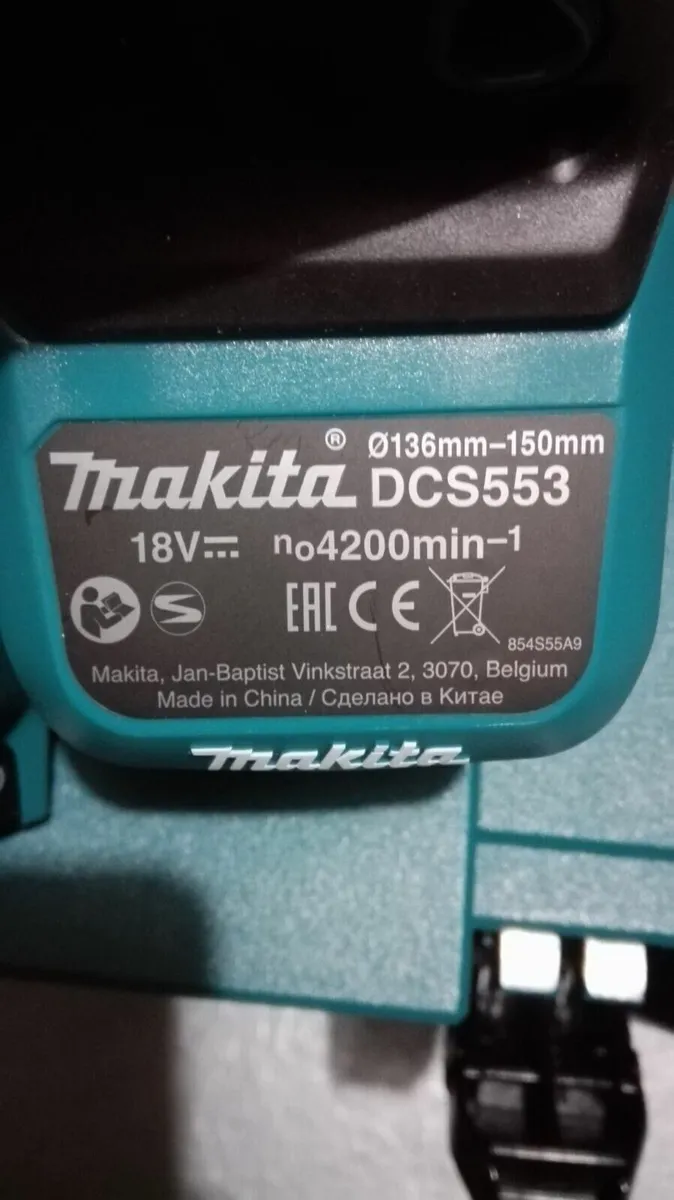 makita® Ø136mm–150mm
DCS553
18V⎓ no4200min–1
EAC CE
854S55A9
Makita, Jan-Baptist Vinkstraat 2, 3070, Belgium
Made in China / Сделано в Китае
makita